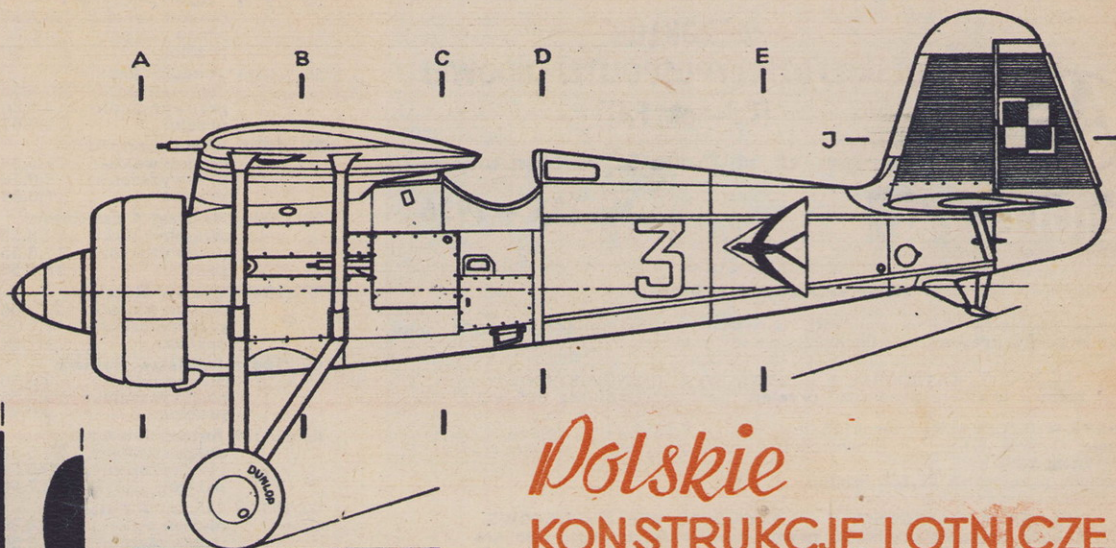 A B C D E
J
3
DUNLOP
Polskie
KONSTRUKCJE LOTNICZE